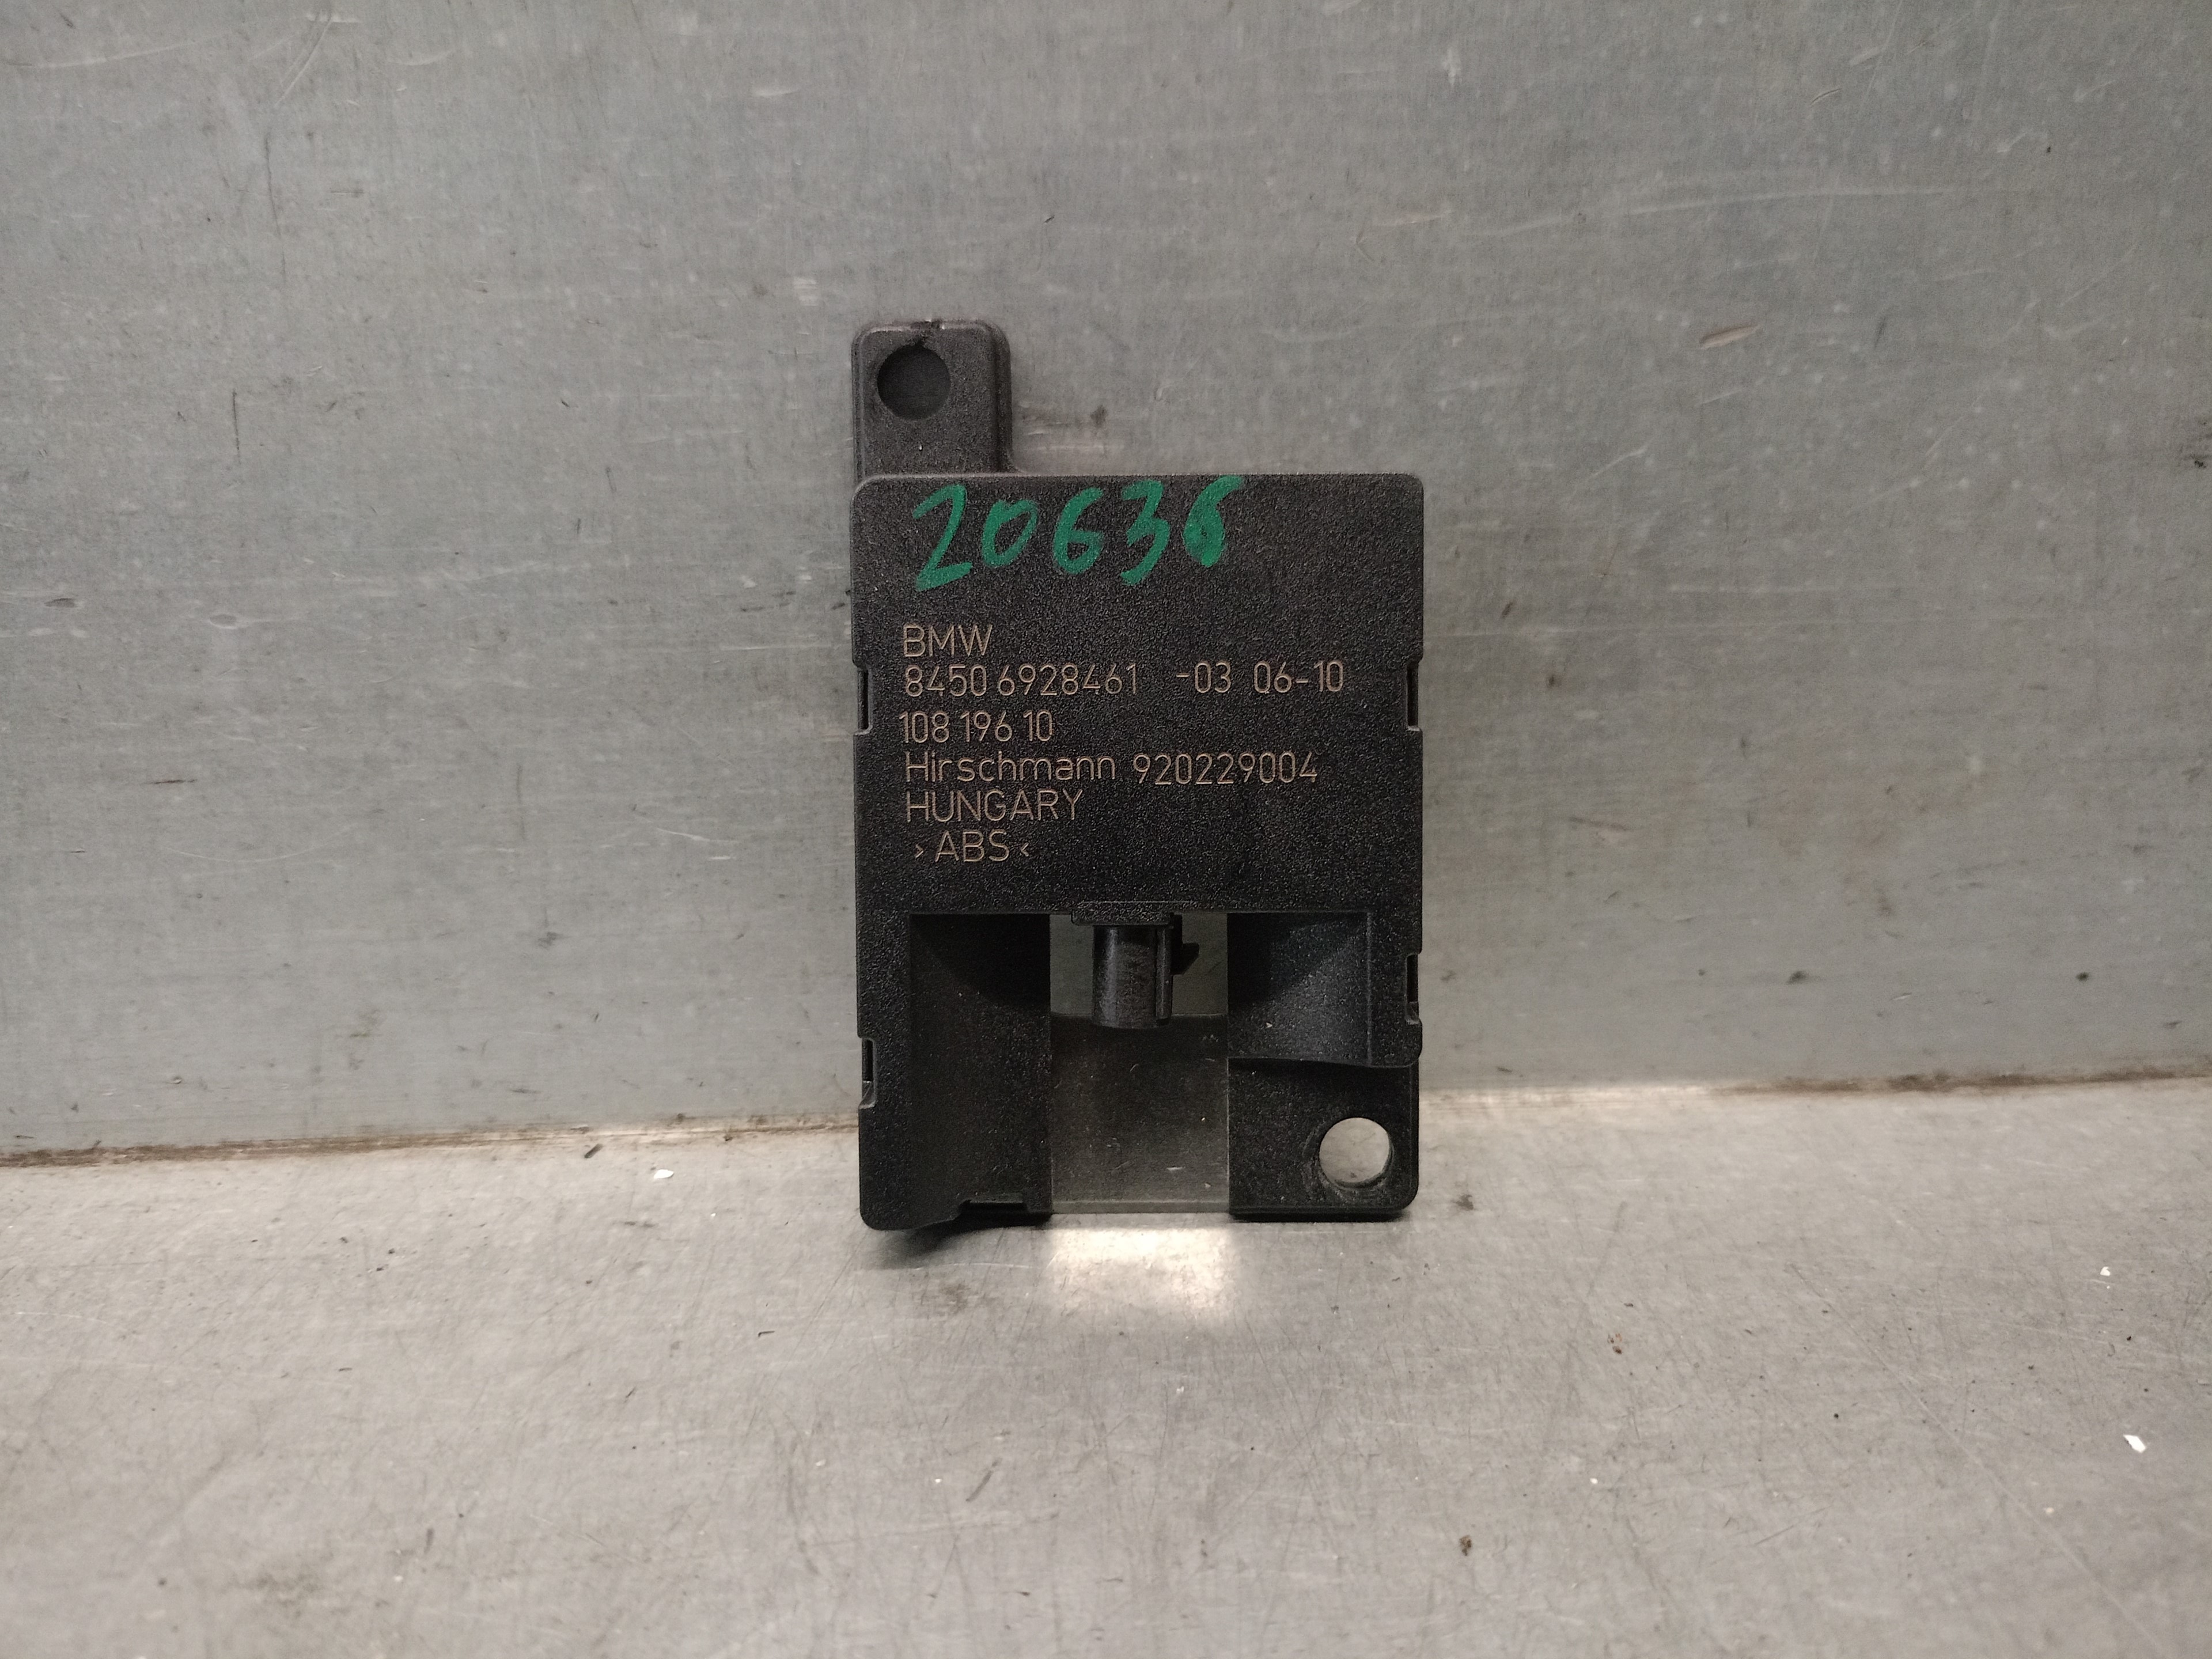 20636
BMW
8450 6928461 -03 06-10
108 196 10
Hirschmann 920229004
HUNGARY
>ABS<